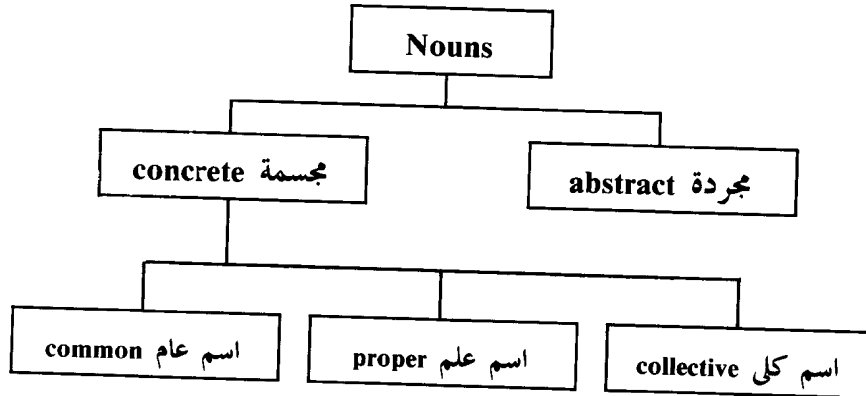 Nouns
concrete مجسمة
abstract مجردة
common اسم عام
proper اسم علم
collective اسم كلى